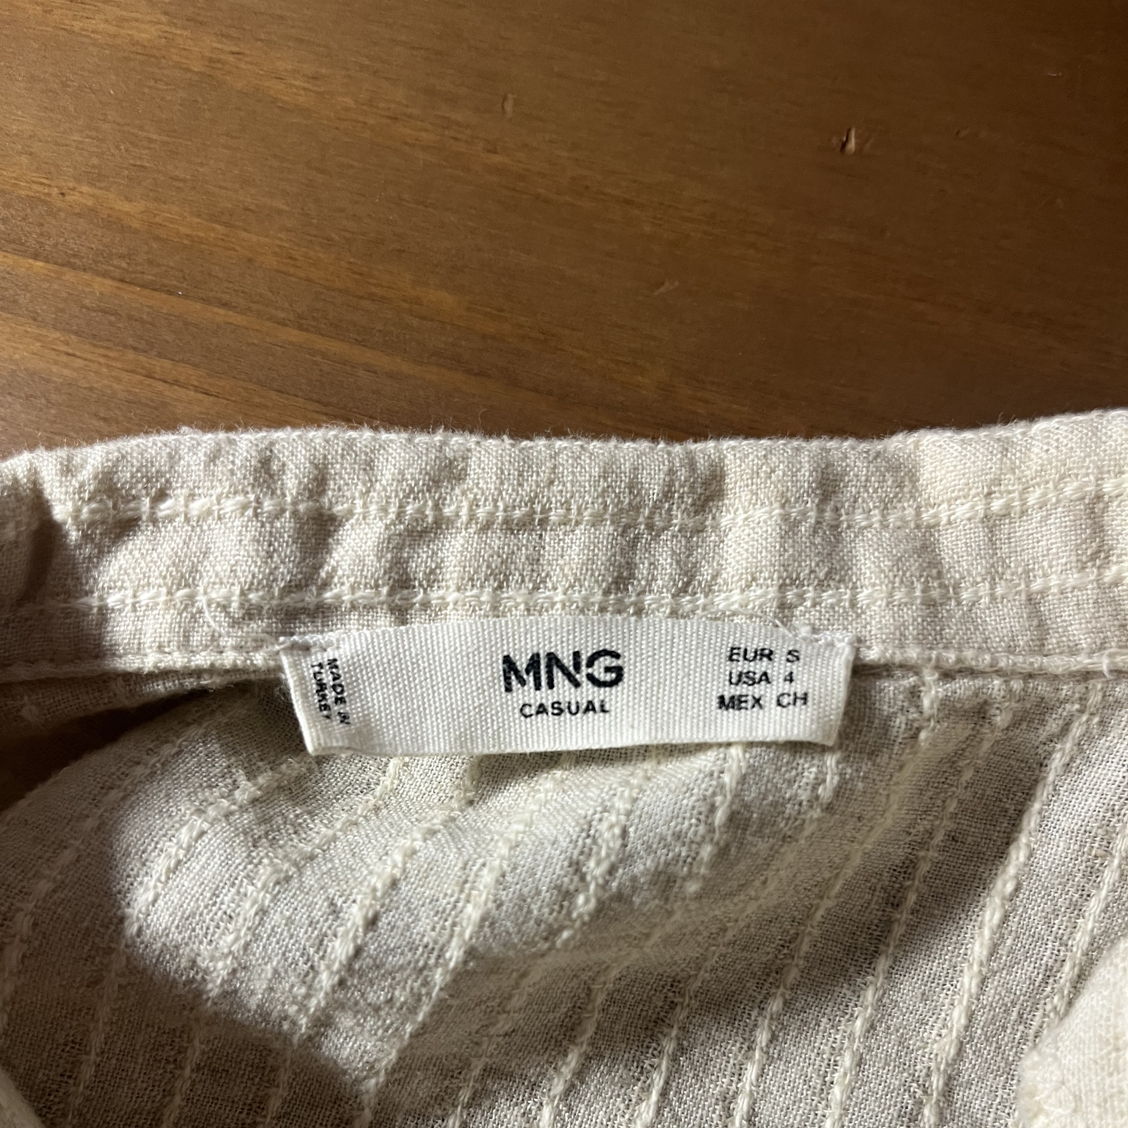 MADE IN
TURKEY
MNG
CASUAL
EUR S
USA 4
MEX CH